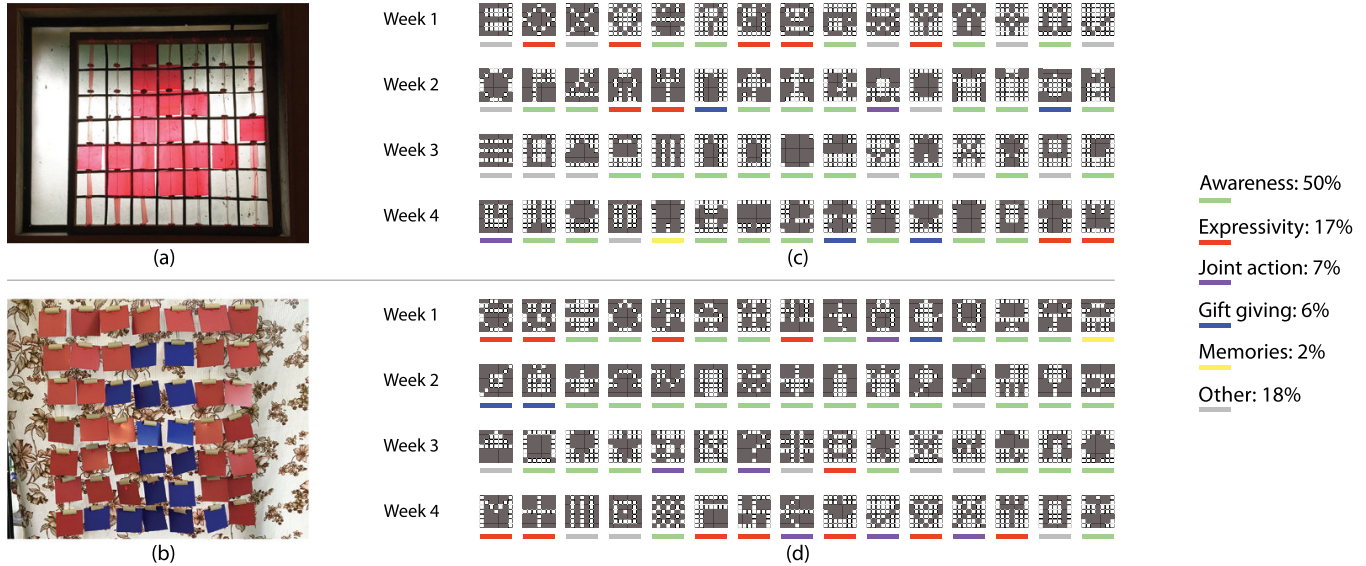 Week 1
Week 2
Week 3
Week 4
(a)
(c)
Week 1
Week 2
Week 3
Week 4
(b)
(d)
Awareness: 50%
Expressivity: 17%
Joint action: 7%
Gift giving: 6%
Memories: 2%
Other: 18%